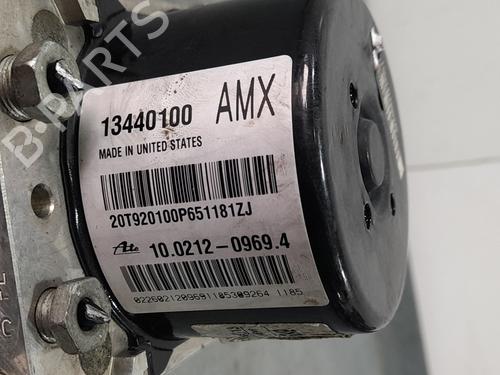 B-PARTS
13440100 AMX
MADE IN UNITED STATES
20T920100P651181ZJ
Ate 10.0212-0969.4
0226021209691105309264 1185